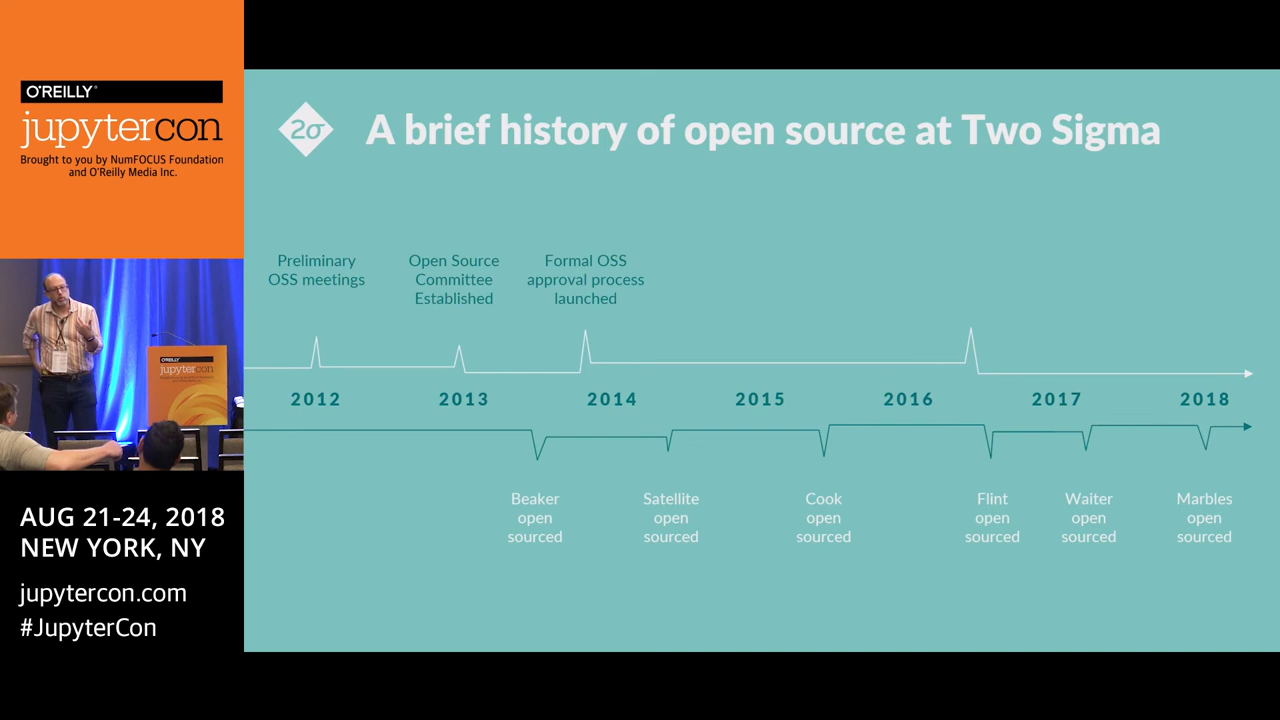 O'REILLY®
jupytercon
Brought to you by NumFOCUS Foundation
and O'Reilly Media Inc.
O'REILLY
jupytercon
AUG 21-24, 2018
NEW YORK, NY
jupytercon.com
#JupyterCon
2σ
A brief history of open source at Two Sigma
Preliminary
OSS meetings
Open Source
Committee
Established
Formal OSS
approval process
launched
2012
2013
2014
2015
2016
2017
2018
Beaker
open
sourced
Satellite
open
sourced
Cook
open
sourced
Flint
open
sourced
Waiter
open
sourced
Marbles
open
sourced